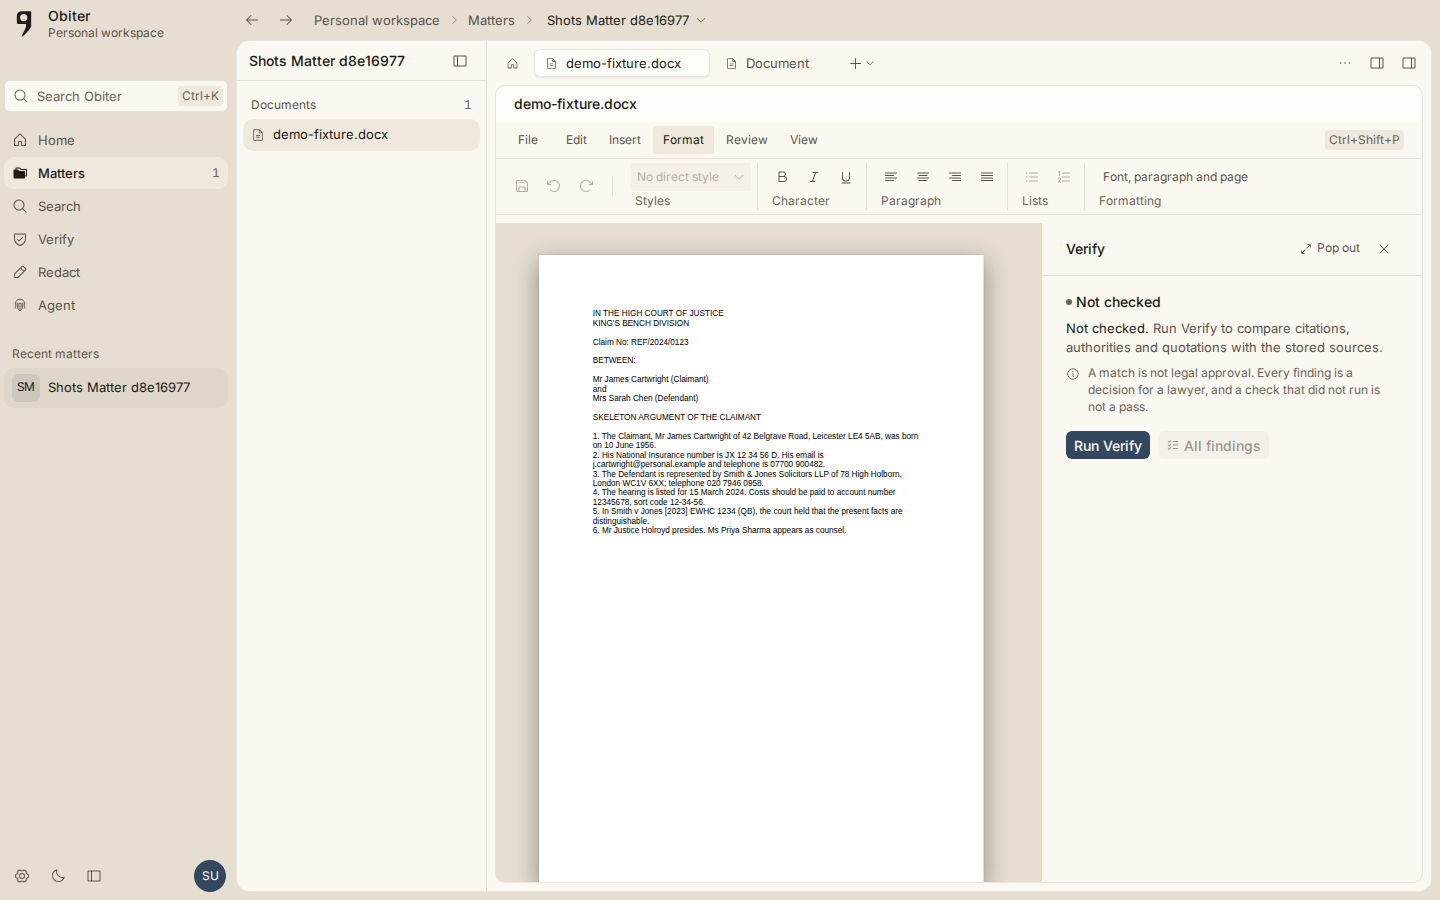 Obiter
Personal workspace
Search Obiter Ctrl+K
Home
Matters 1
Search
Verify
Redact
Agent
Recent matters
SM Shots Matter d8e16977
SU
Personal workspace Matters Shots Matter d8e16977
Shots Matter d8e16977
Documents 1
demo-fixture.docx
demo-fixture.docx Document
demo-fixture.docx
File Edit Insert Format Review View Ctrl+Shift+P
No direct style B I U Font, paragraph and page
Styles Character Paragraph Lists Formatting
IN THE HIGH COURT OF JUSTICE
KING'S BENCH DIVISION
Claim No: REF/2024/0123
BETWEEN:
Mr James Cartwright (Claimant)
and
Mrs Sarah Chen (Defendant)
SKELETON ARGUMENT OF THE CLAIMANT
1. The Claimant, Mr James Cartwright of 42 Belgrave Road, Leicester LE4 5AB, was born
on 10 June 1956.
2. His National Insurance number is JX 12 34 56 D. His email is
j.cartwright@personal.example and telephone is 07700 900482.
3. The Defendant is represented by Smith & Jones Solicitors LLP of 78 High Holborn,
London WC1V 6XX; telephone 020 7946 0958.
4. The hearing is listed for 15 March 2024. Costs should be paid to account number
12345678, sort code 12-34-56.
5. In Smith v Jones [2023] EWHC 1234 (QB), the court held that the present facts are
distinguishable.
6. Mr Justice Holroyd presides. Ms Priya Sharma appears as counsel.
Verify Pop out
Not checked
Not checked. Run Verify to compare citations,
authorities and quotations with the stored sources.
A match is not legal approval. Every finding is a
decision for a lawyer, and a check that did not run is
not a pass.
Run Verify All findings